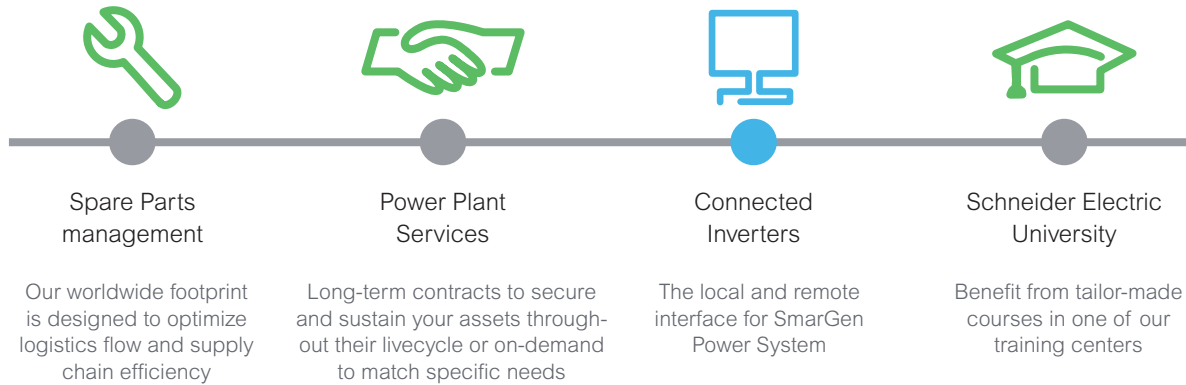 Spare Parts
management
Our worldwide footprint
is designed to optimize
logistics flow and supply
chain efficiency
Power Plant
Services
Long-term contracts to secure
and sustain your assets through-
out their livecycle or on-demand
to match specific needs
Connected
Inverters
The local and remote
interface for SmarGen
Power System
Schneider Electric
University
Benefit from tailor-made
courses in one of our
training centers